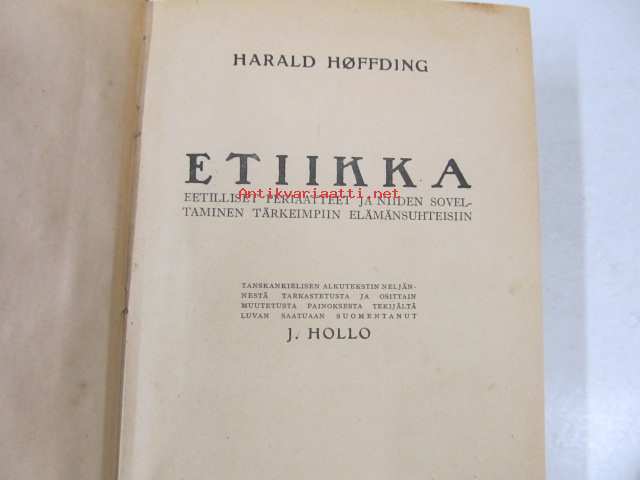 HARALD HØFFDING
ETIIKKA
Antikvariaatti.net
EETILLISET PERIAATTEET JA NIIDEN SOVEL-
TAMINEN TÄRKEIMPIIN ELÄMÄNSUHTEISIIN
TANSKANKIELISEN ALKUTEKSTIN NELJÄN-
NESTÄ TARKASTETUSTA JA OSITTAIN
MUUTETUSTA PAINOKSESTA TEKIJÄLTÄ
LUVAN SAATUAAN SUOMENTANUT
J. HOLLO